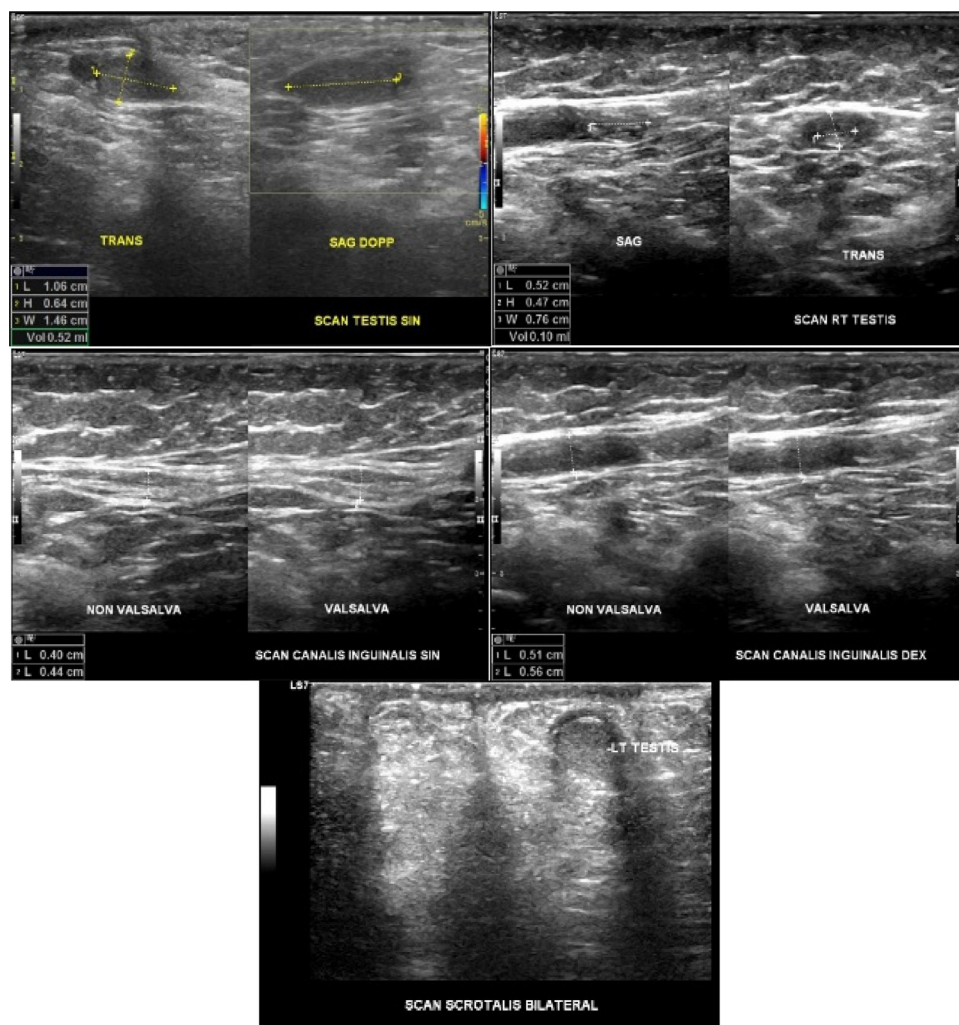 TRANS
SAG DOPP
1 L 1.06 cm
2 H 0.64 cm
3 W 1.46 cm
Vol 0.52 ml
SCAN TESTIS SIN
SAG
TRANS
1 L 0.52 cm
2 H 0.47 cm
3 W 0.76 cm
Vol 0.10 ml
SCAN RT TESTIS
NON VALSALVA
VALSALVA
1 L 0.40 cm
2 L 0.44 cm
SCAN CANALIS INGUINALIS SIN
NON VALSALVA
VALSALVA
1 L 0.51 cm
2 L 0.56 cm
SCAN CANALIS INGUINALIS DEX
LS7
-LT TESTIS
SCAN SCROTALIS BILATERAL